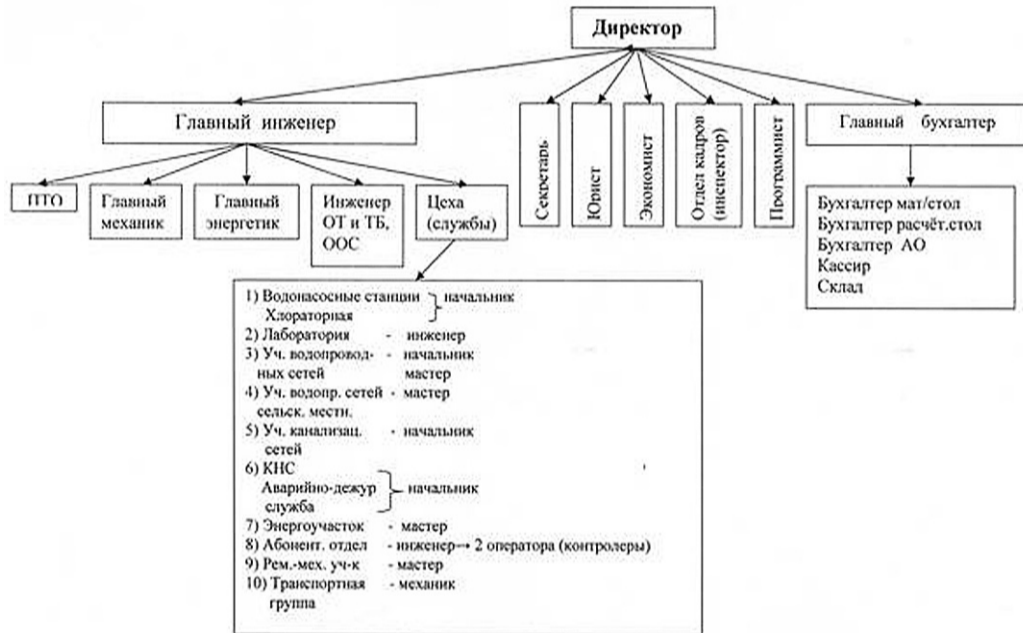 Директор
Главный инженер
Секретарь
Юрист
Экономист
Отдел кадров
(инспектор)
Программист
Главный бухгалтер
ПТО
Главный
механик
Главный
энергетик
Инженер
ОТ и ТБ,
ООС
Цеха
(службы)
Бухгалтер мат/стол
Бухгалтер расчёт.стол
Бухгалтер АО
Кассир
Склад
1) Водонасосные станции } начальник
Хлораторная
2) Лаборатория - инженер
3) Уч. водопровод- - начальник
ных сетей мастер
4) Уч. водопр. сетей - мастер
сельск. местн.
5) Уч. канализац. - начальник
сетей
6) КНС
Аварийно-дежур } начальник
служба
7) Энергоучасток - мастер
8) Абонент. отдел - инженер→ 2 оператора (контролеры)
9) Рем.-мех. уч-к - мастер
10) Транспортная - механик
группа